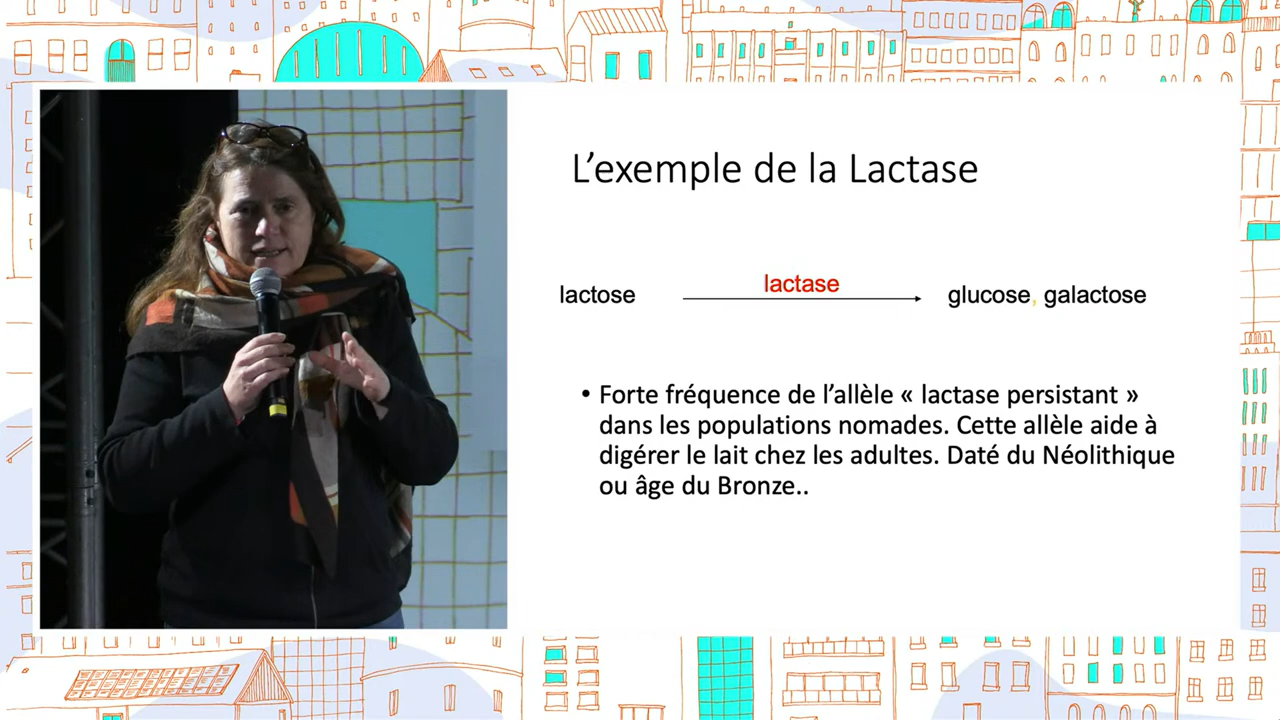 L’exemple de la Lactase
lactase
lactose glucose, galactose
• Forte fréquence de l’allèle « lactase persistant »
dans les populations nomades. Cette allèle aide à
digérer le lait chez les adultes. Daté du Néolithique
ou âge du Bronze..